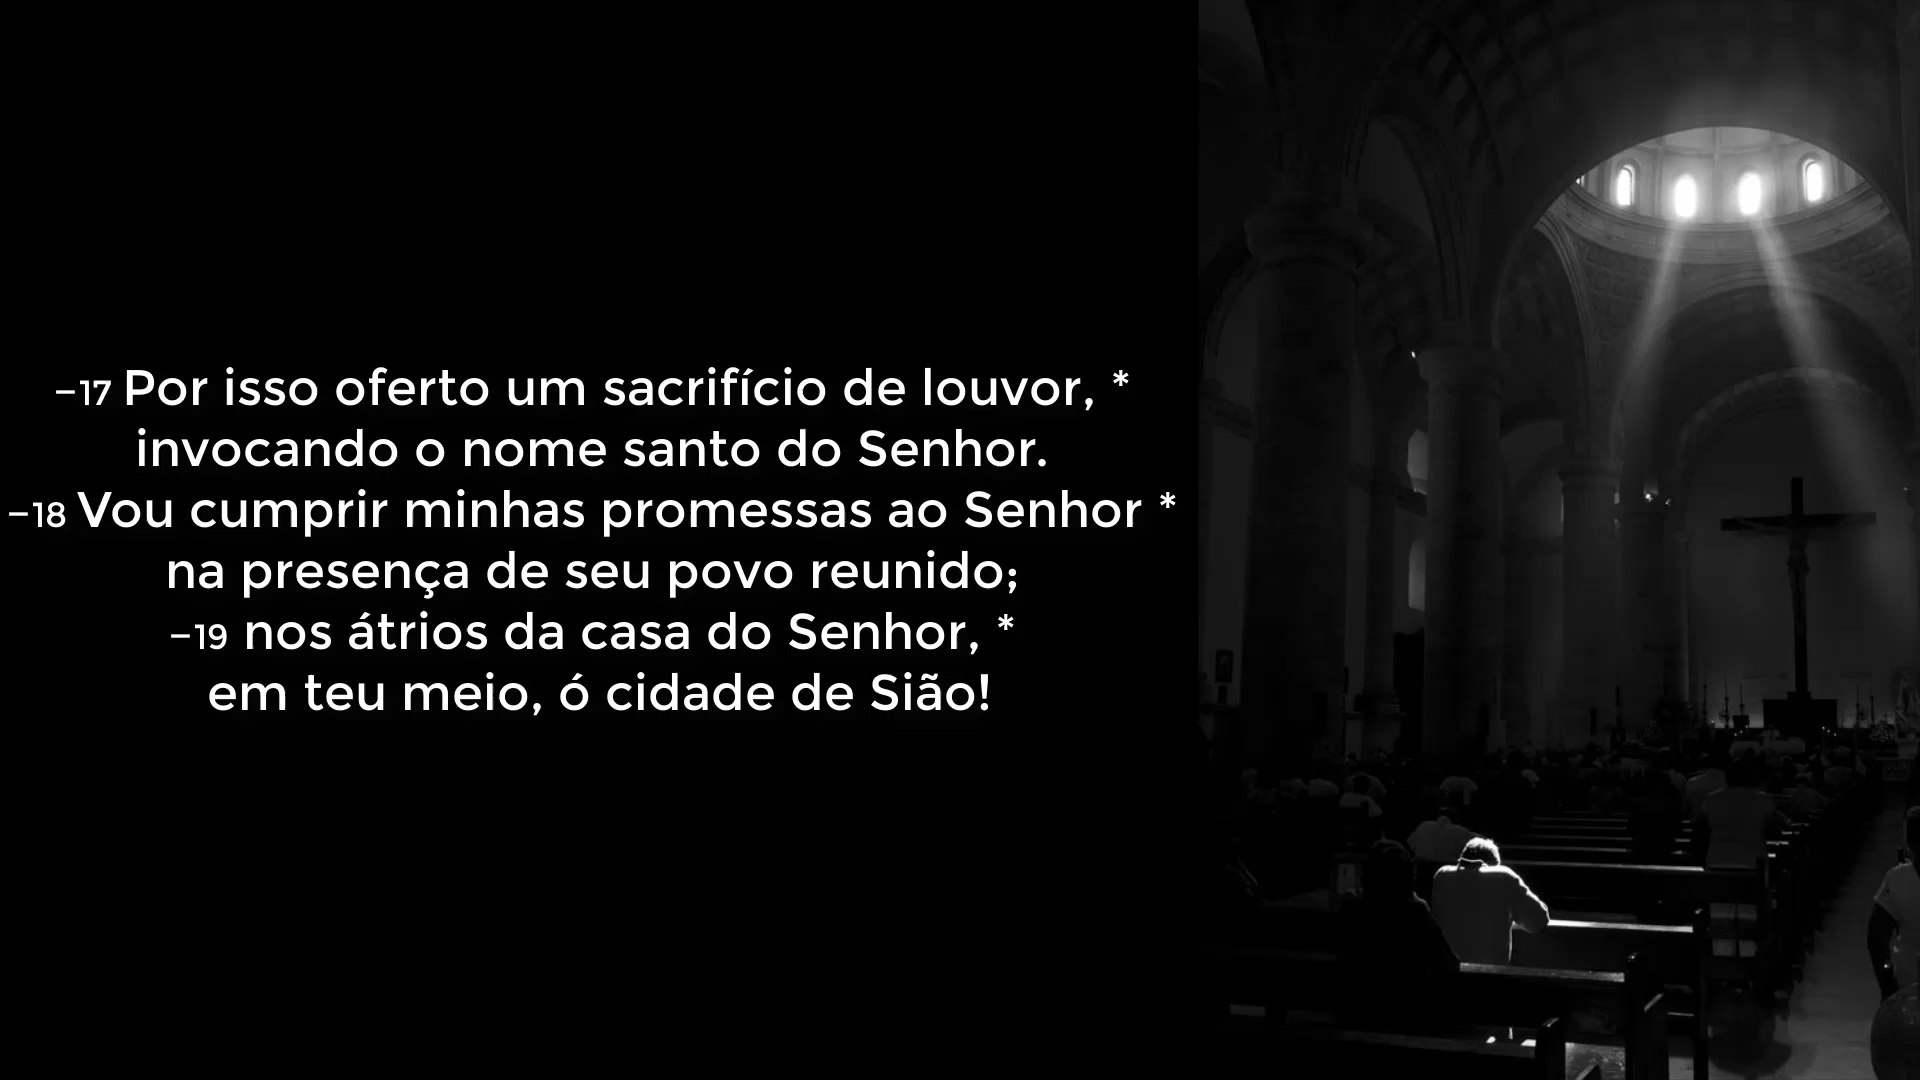 –17 Por isso oferto um sacrifício de louvor, *
invocando o nome santo do Senhor.
–18 Vou cumprir minhas promessas ao Senhor *
na presença de seu povo reunido;
–19 nos átrios da casa do Senhor, *
em teu meio, ó cidade de Sião!